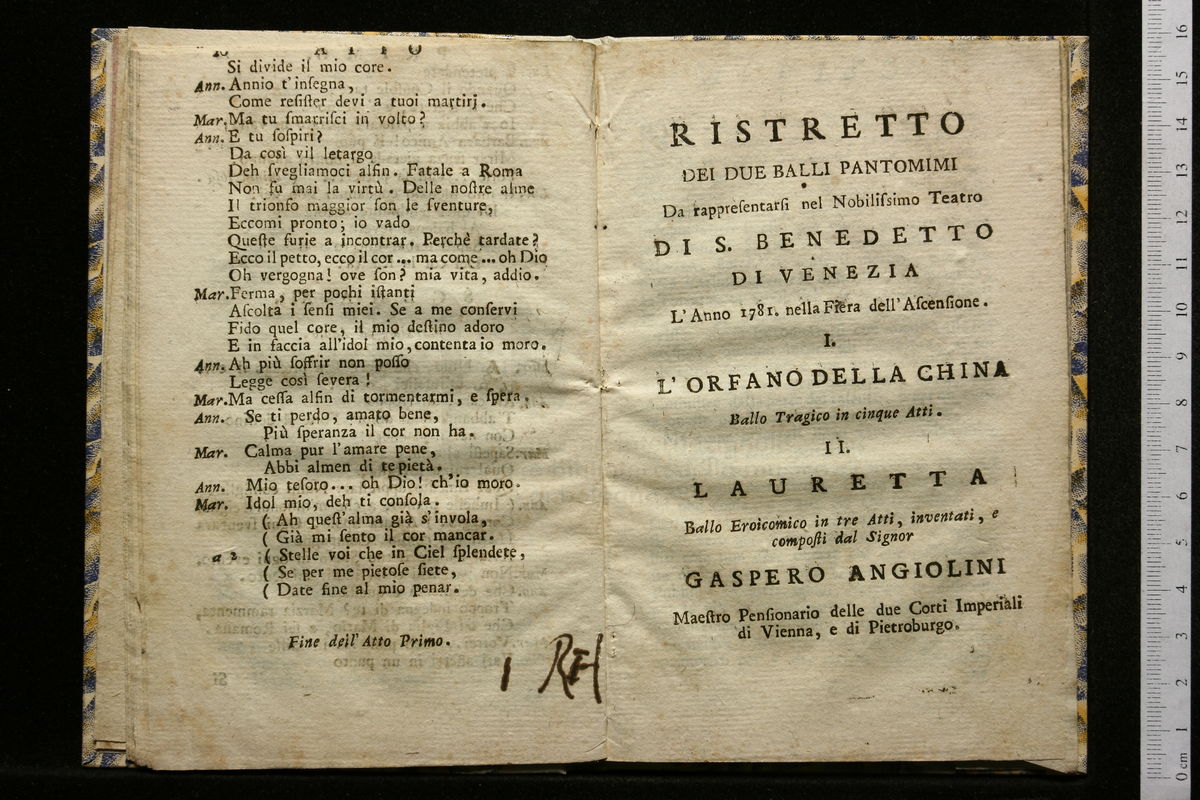 A T T O
Si divide il mio core.
Ann. Annio t'insegna,
Come resister devi a tuoi martirj.
Mar. Ma tu smarrisci in volto?
Ann. E tu sospiri?
Da così vil letargo
Deh svegliamoci alfin. Fatale a Roma
Non fu mai la virtù. Delle nostre alme
Il trionfo maggior son le sventure,
Eccomi pronto; io vado
Queste furie a incontrar. Perchè tardate?
Ecco il petto, ecco il cor ... ma come ... oh Dio
Oh vergogna! ove son? mia vita, addio.
Mar. Ferma, per pochi istanti
Ascolta i sensi miei. Se a me conservi
Fido quel core, il mio destino adoro
E in faccia all'idol mio, contenta io moro.
Ann. Ah più soffrir non posso
Legge così severa!
Mar. Ma cessa alfin di tormentarmi, e spera.
Ann. Se ti perdo, amato bene,
Più speranza il cor non ha.
Mar. Calma pur l'amare pene,
Abbi almen di te pietà.
Ann. Mio tesoro... oh Dio! ch'io moro.
Mar. Idol mio, deh ti consola.
( Ah quest'alma già s'invola,
( Già mi sento il cor mancar.
a 2 ( Stelle voi che in Ciel splendete,
( Se per me pietose siete,
( Date fine al mio penar.
Fine dell'Atto Primo.
RISTRETTO
DEI DUE BALLI PANTOMIMI
Da rappresentarsi nel Nobilissimo Teatro
DI S. BENEDETTO
DI VENEZIA
L'Anno 1781. nella Fiera dell'Ascensione.
I.
L'ORFANO DELLA CHINA
Ballo Tragico in cinque Atti.
II.
LAURETTA
Ballo Eroicomico in tre Atti, inventati, e
composti dal Signor
GASPERO ANGIOLINI
Maestro Pensionario delle due Corti Imperiali
di Vienna, e di Pietroburgo.
0 cm 1 2 3 4 5 6 7 8 9 10 11 12 13 14 15 16